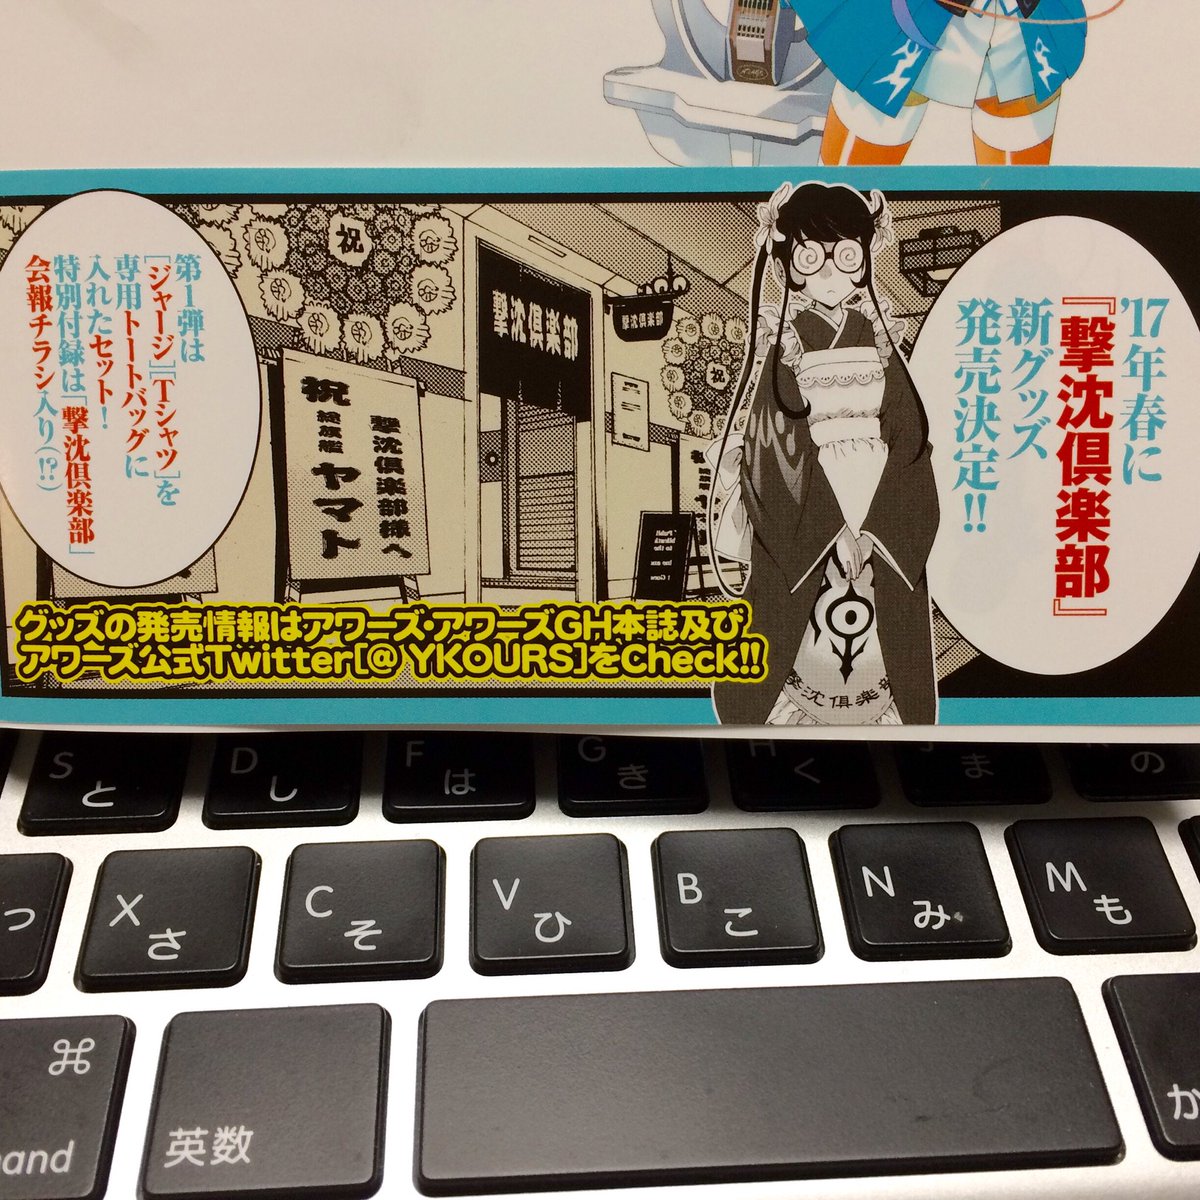 '17年春に
『撃沈倶楽部』
新グッズ
発売決定!!
第1弾は
[ジャージ][Tシャツ]を
専用トートバッグに
入れたセット!
特別付録は「撃沈倶楽部」
会報チラシ入り(!?)
祝
撃沈倶楽部
撃沈倶楽部
祝
撃沈倶楽部様へ
祝 総旗艦 ヤマト
撃沈倶楽部
グッズの発売情報はアワーズ・アワーズGH本誌及び
アワーズ公式Twitter[@ YKOURS]をCheck!!
S と D し F は G き H く ま の
っ X さ C そ V ひ B こ N み M も
⌘ 英数 か